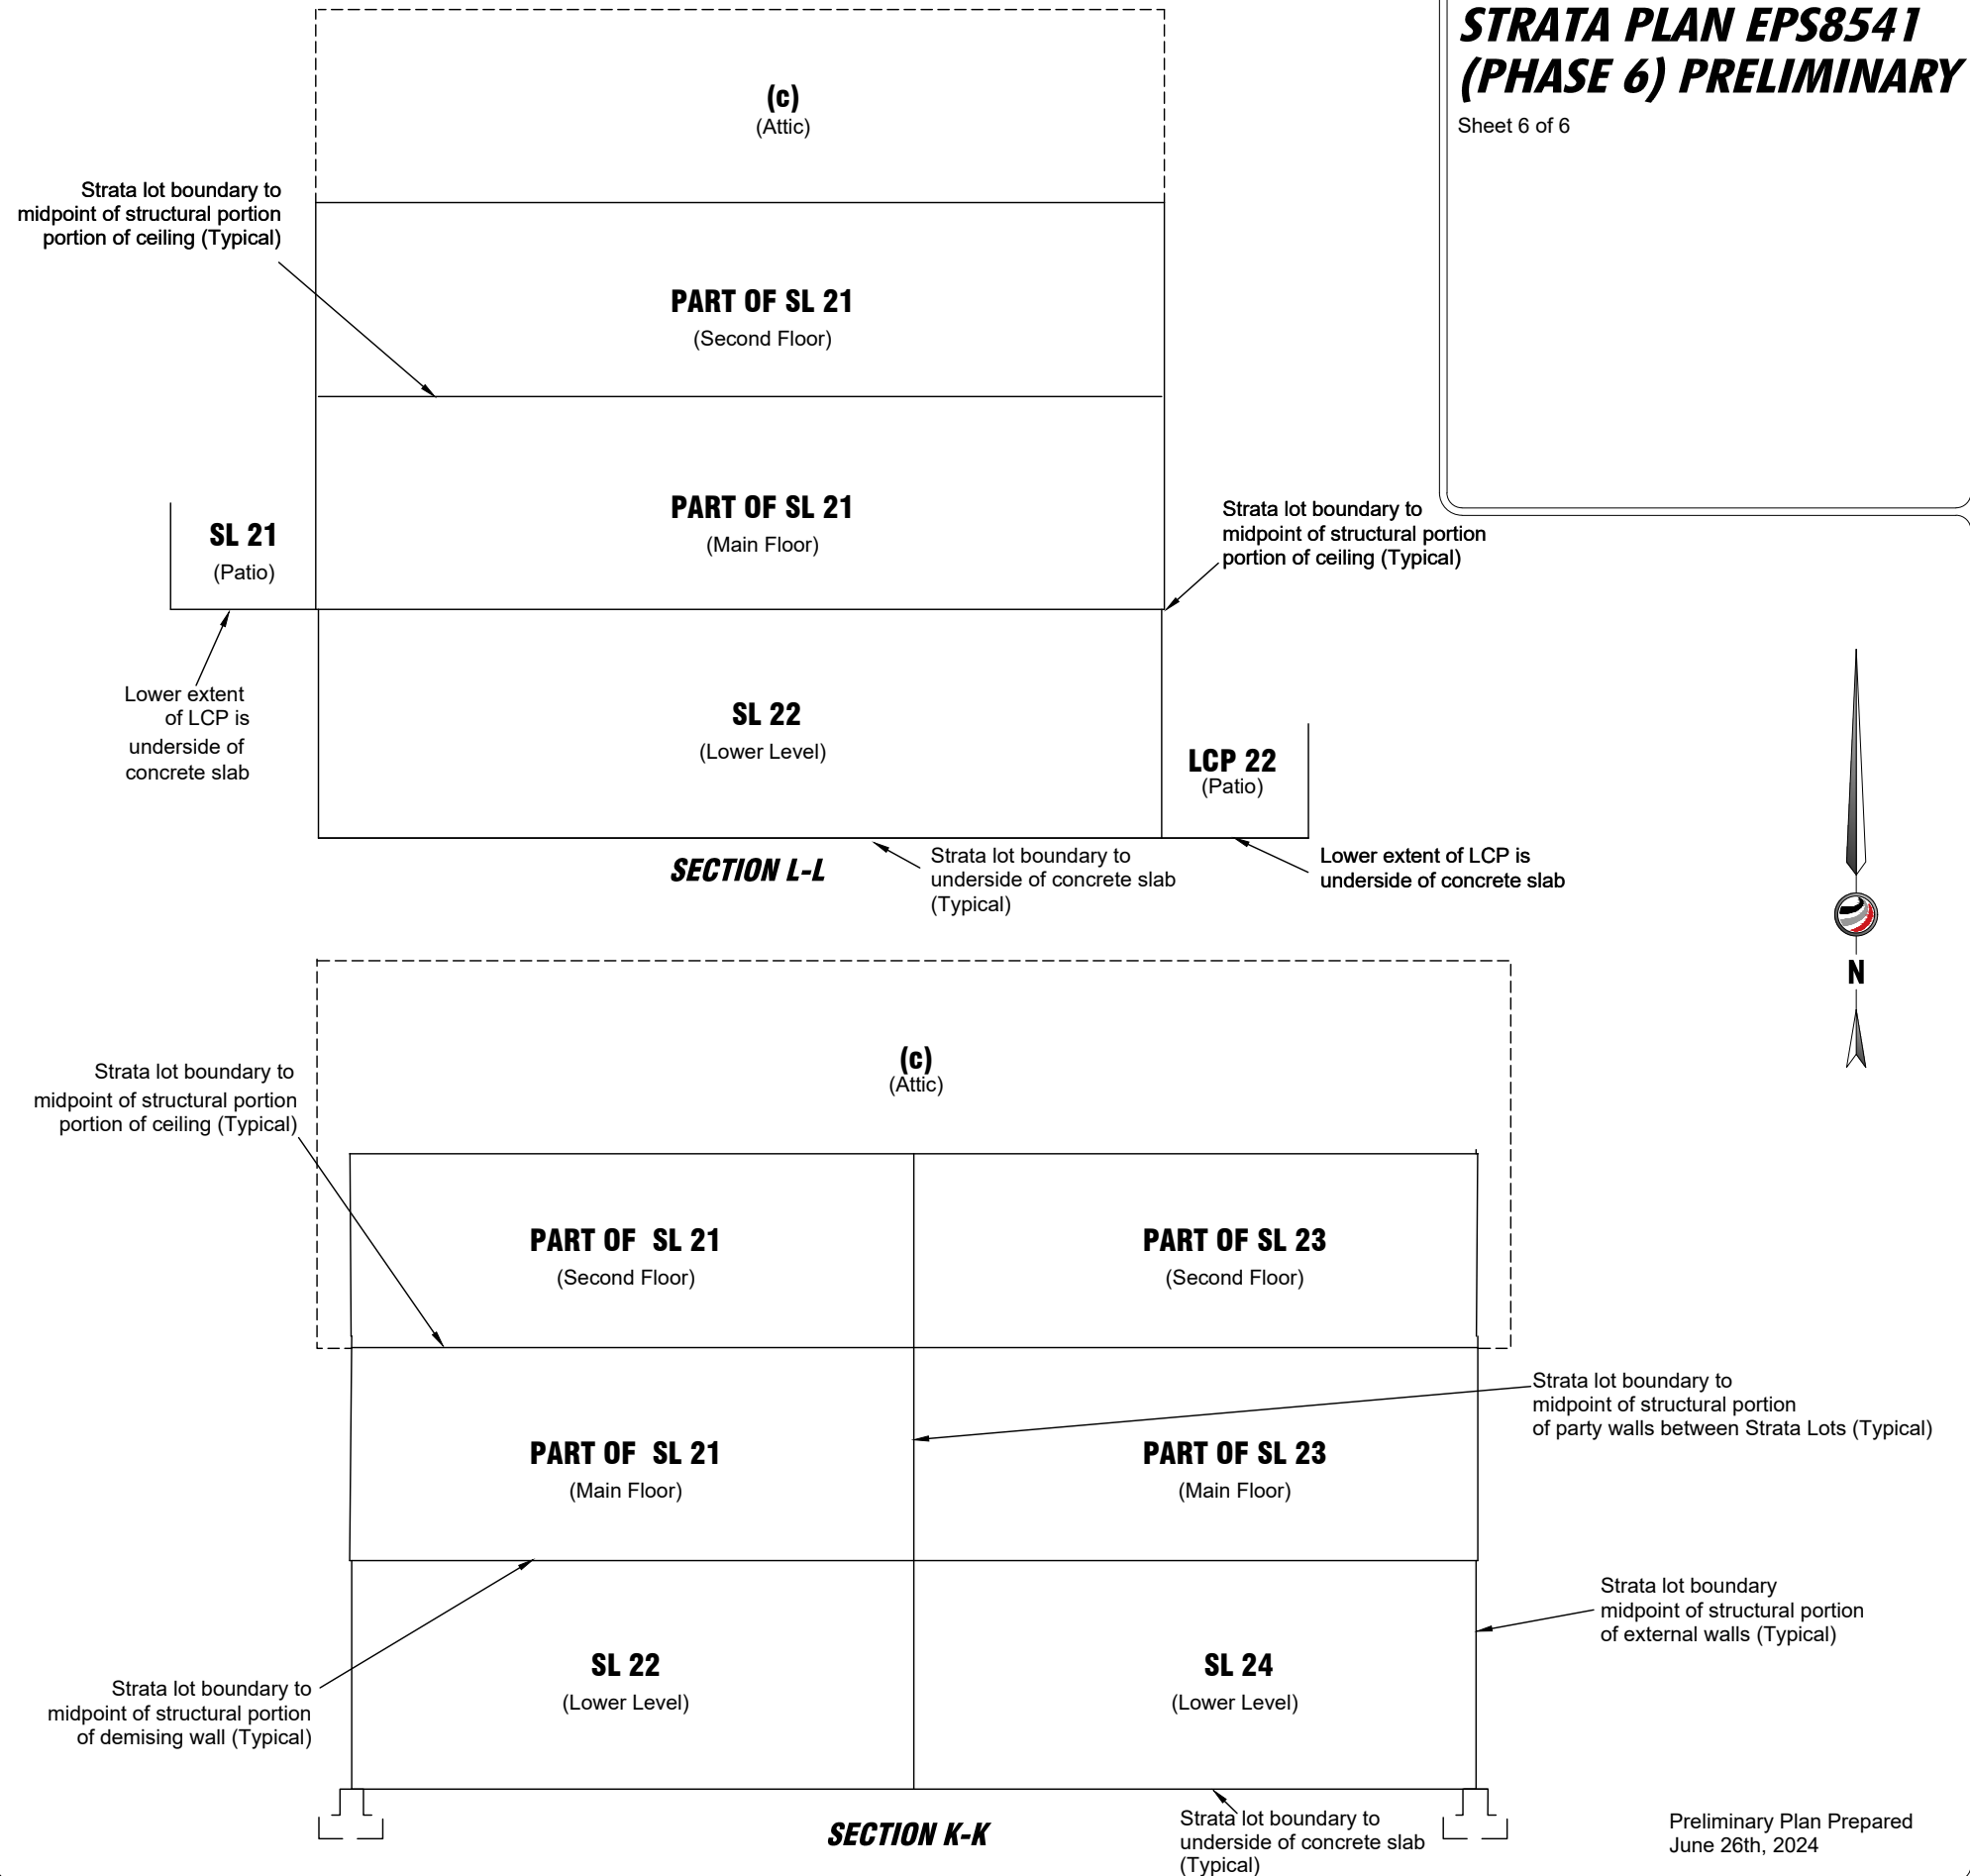 STRATA PLAN EPS8541
(PHASE 6) PRELIMINARY
Sheet 6 of 6
(c)
(Attic)
Strata lot boundary to
midpoint of structural portion
portion of ceiling (Typical)
PART OF SL 21
(Second Floor)
PART OF SL 21
(Main Floor)
SL 21
(Patio)
Strata lot boundary to
midpoint of structural portion
portion of ceiling (Typical)
Lower extent
of LCP is
underside of
concrete slab
SL 22
(Lower Level)
LCP 22
(Patio)
SECTION L-L
Strata lot boundary to
underside of concrete slab
(Typical)
Lower extent of LCP is
underside of concrete slab
N
(c)
(Attic)
Strata lot boundary to
midpoint of structural portion
portion of ceiling (Typical)
PART OF  SL 21
(Second Floor)
PART OF SL 23
(Second Floor)
Strata lot boundary to
midpoint of structural portion
of party walls between Strata Lots (Typical)
PART OF  SL 21
(Main Floor)
PART OF SL 23
(Main Floor)
Strata lot boundary
midpoint of structural portion
of external walls (Typical)
SL 22
(Lower Level)
SL 24
(Lower Level)
Strata lot boundary to
midpoint of structural portion
of demising wall (Typical)
SECTION K-K
Strata lot boundary to
underside of concrete slab
(Typical)
Preliminary Plan Prepared
June 26th, 2024